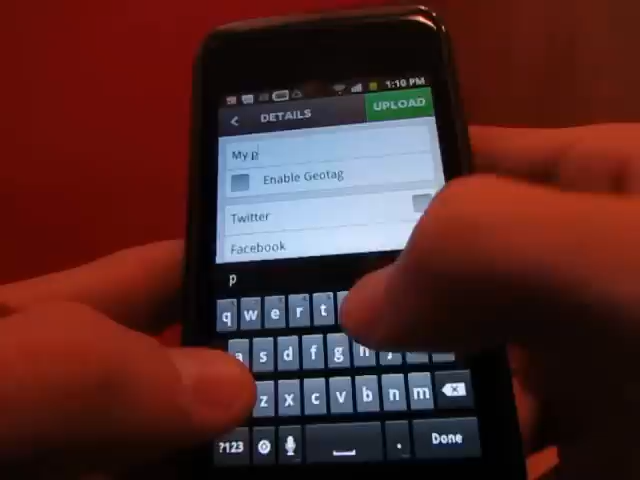 1:10 PM
< DETAILS UPLOAD
My p
Enable Geotag
Twitter
Facebook
p
q w e r t
a s d f g h j
z x c v b n m
?123 . Done